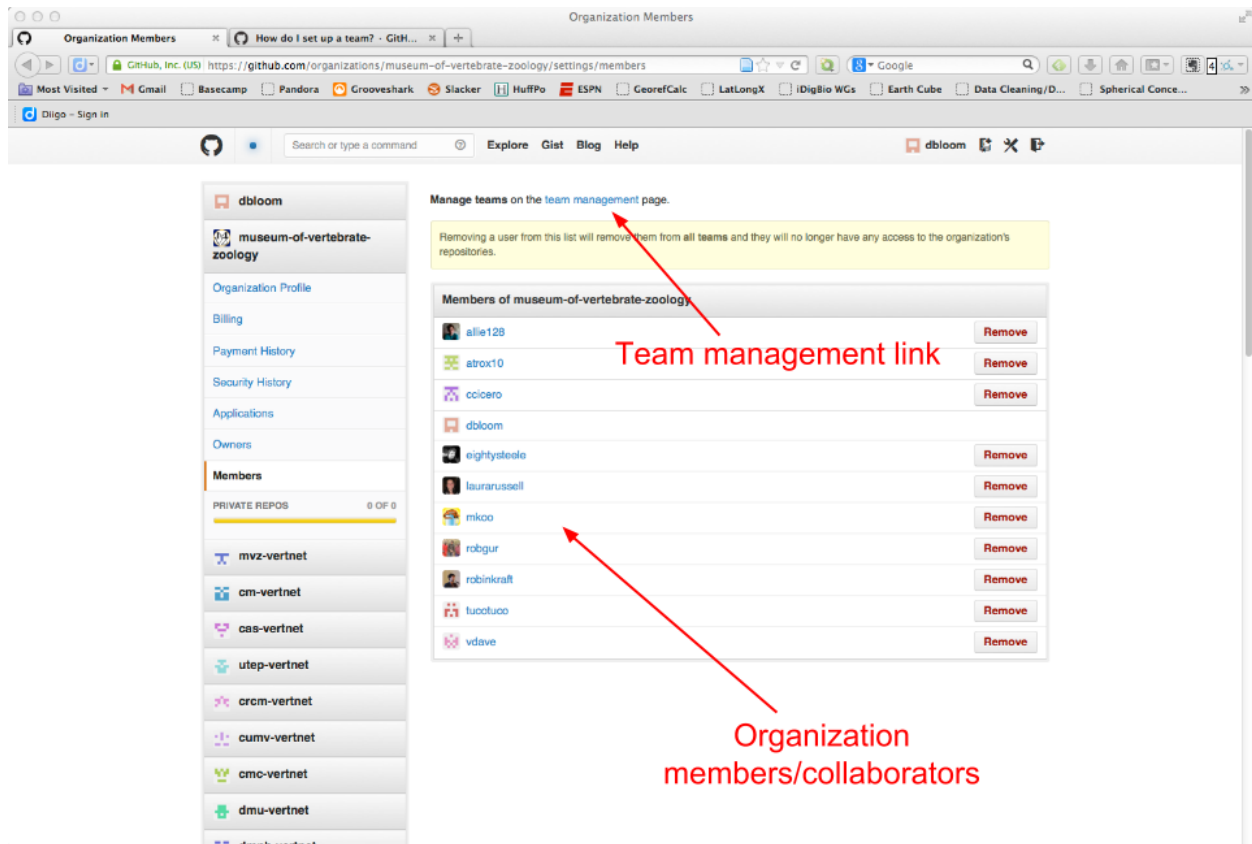 Organization Members
Organization Members × How do I set up a team? · GitH... × +
GitHub, Inc. (US) https://github.com/organizations/museum-of-vertebrate-zoology/settings/members Google 4
Most Visited Gmail Basecamp Pandora Grooveshark Slacker HuffPo ESPN GeorefCalc LatLongX iDigBio WGs Earth Cube Data Cleaning/D... Spherical Conce... »
Diigo - Sign in
Search or type a command Explore Gist Blog Help dbloom
dbloom
museum-of-vertebrate-
zoology
Organization Profile
Billing
Payment History
Security History
Applications
Owners
Members
PRIVATE REPOS 0 OF 0
mvz-vertnet
cm-vertnet
cas-vertnet
utep-vertnet
crcm-vertnet
cumv-vertnet
cmc-vertnet
dmu-vertnet
Manage teams on the team management page.
Removing a user from this list will remove them from all teams and they will no longer have any access to the organization's
repositories.
Members of museum-of-vertebrate-zoology
allie128 Remove
atrox10 Remove
ccicero Remove
dbloom
eightysteele Remove
laurarussell Remove
mkoo Remove
robgur Remove
robinkraft Remove
tucotuco Remove
vdave Remove
Team management link
Organization
members/collaborators